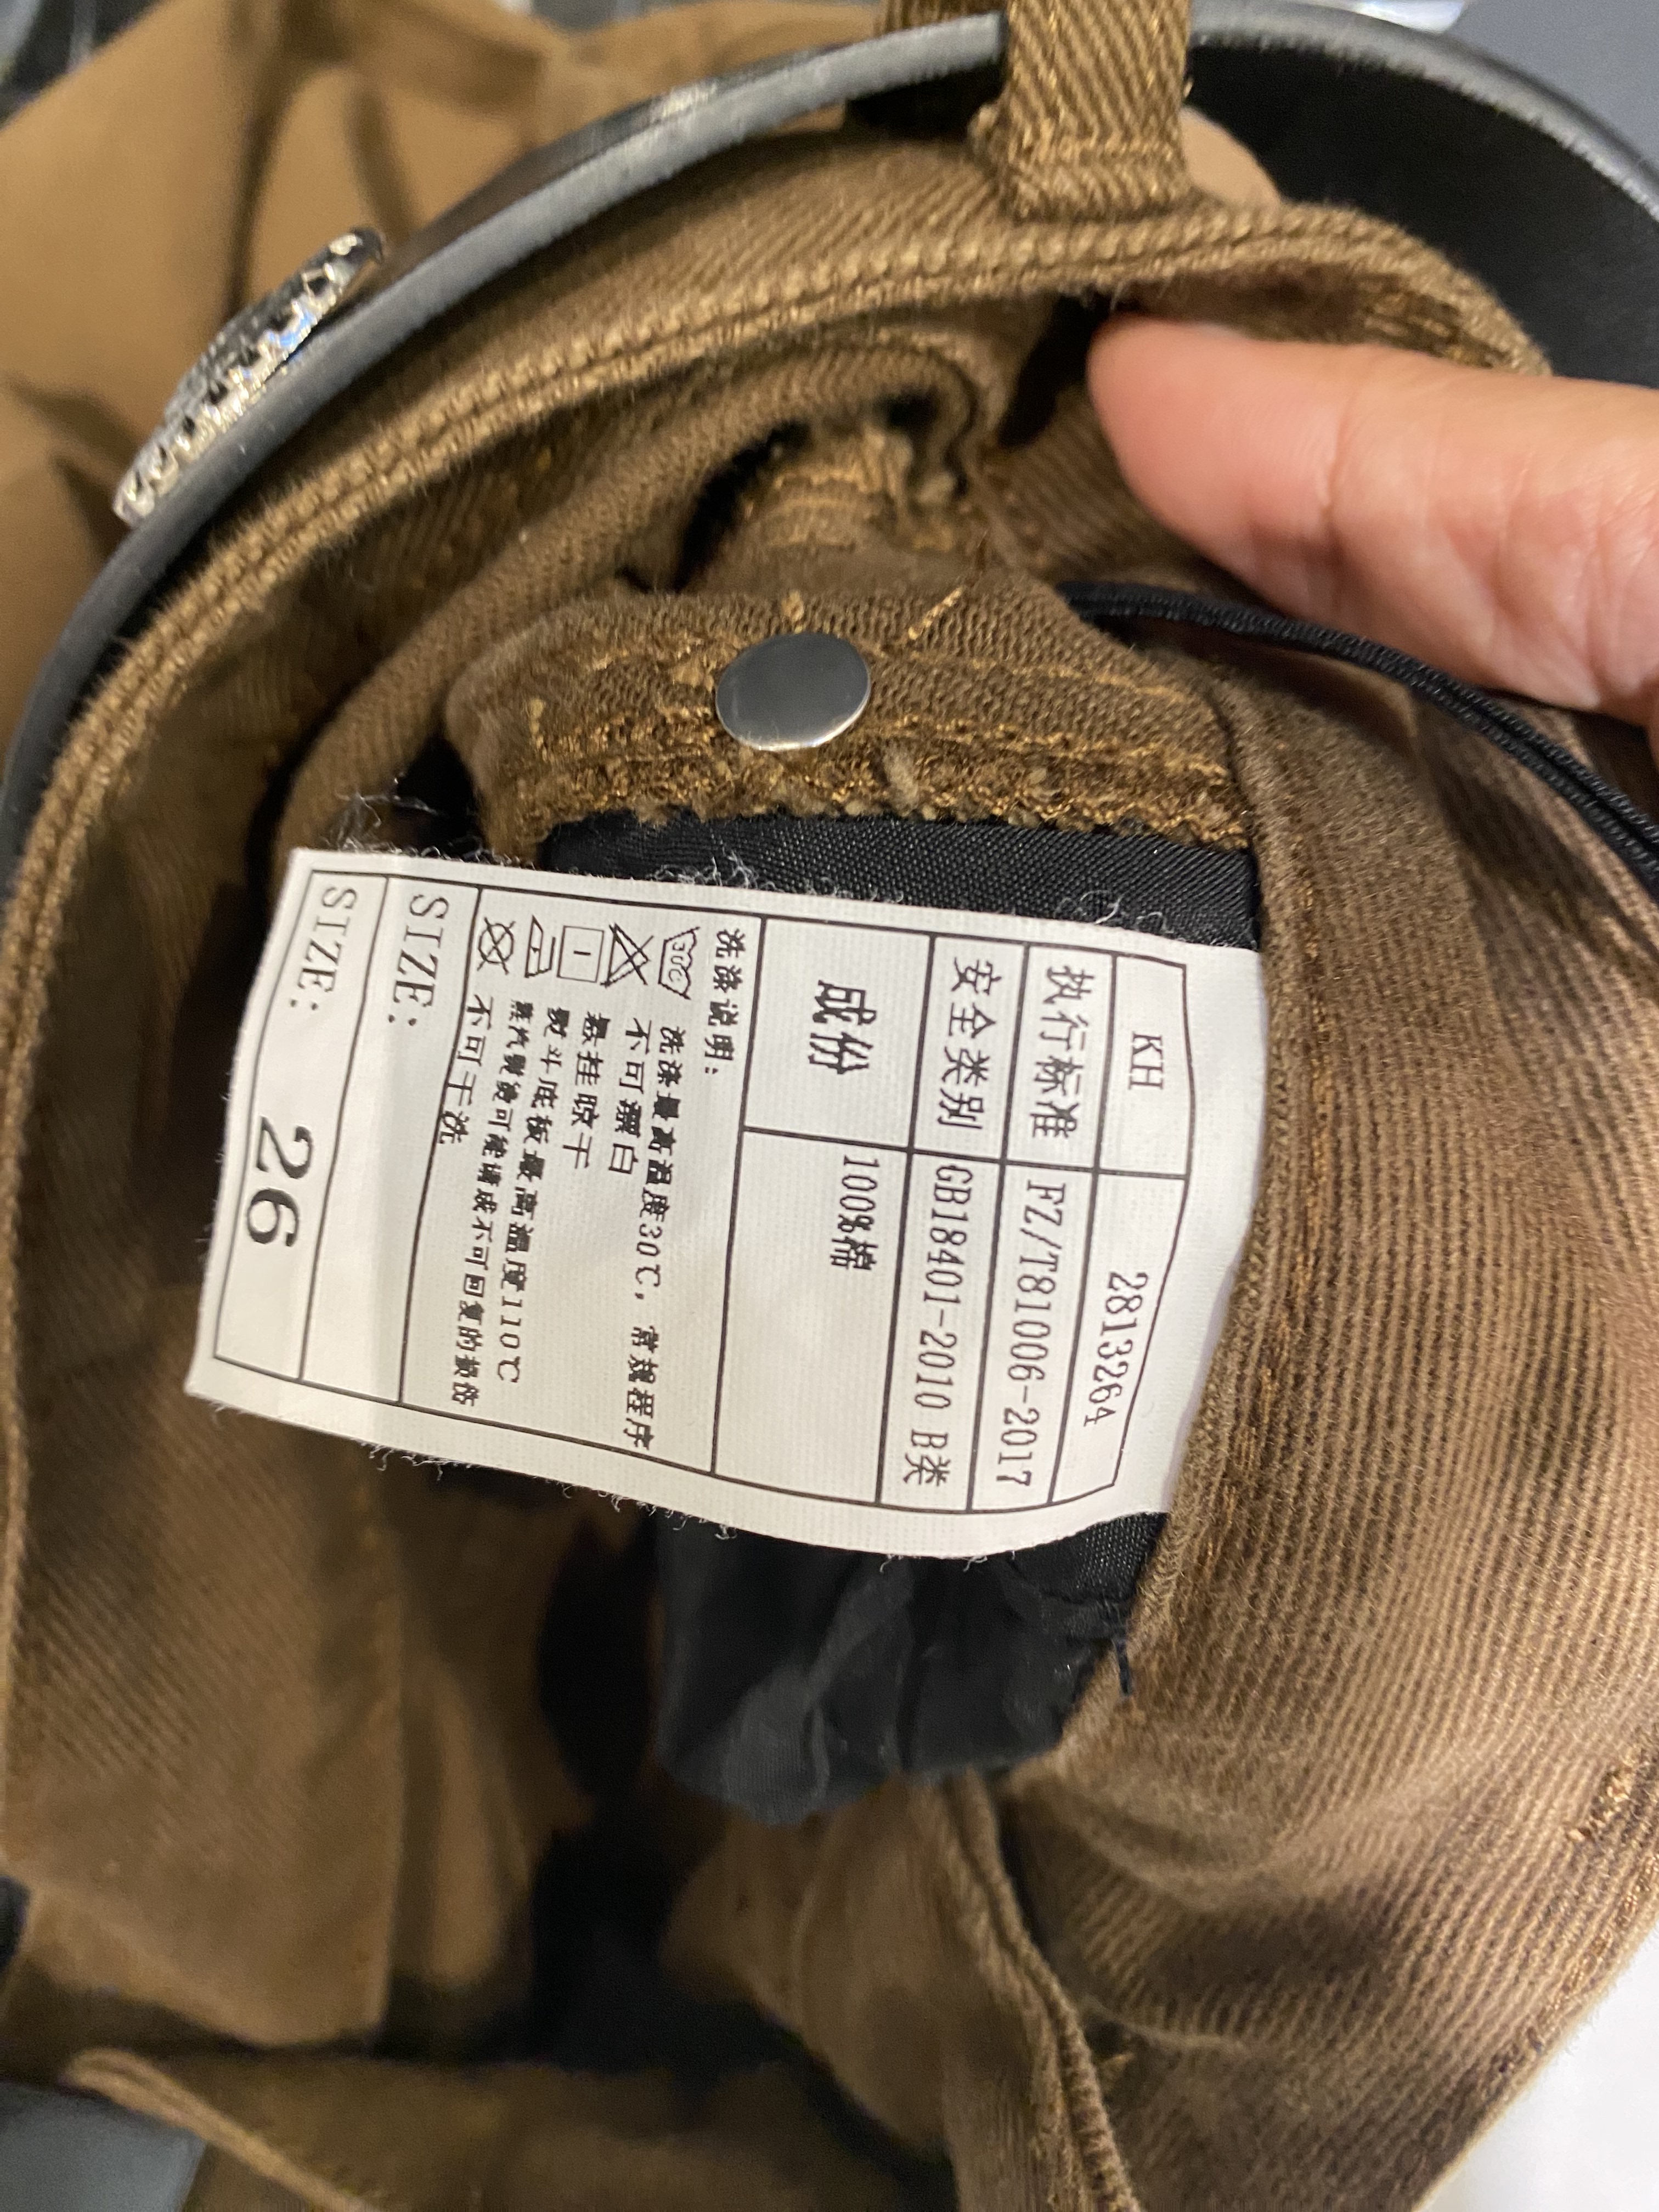 KH 2813264
执行标准 FZ/T81006-2017
安全类别 GB18401-2010 B类
成份 100%棉
洗涤说明:
30C
洗涤最高温度30℃, 常规程序
不可漂白
悬挂晾干
熨斗底板最高温度110℃
蒸汽熨烫可能造成不可回复的损伤
不可干洗
SIZE:
SIZE: 26